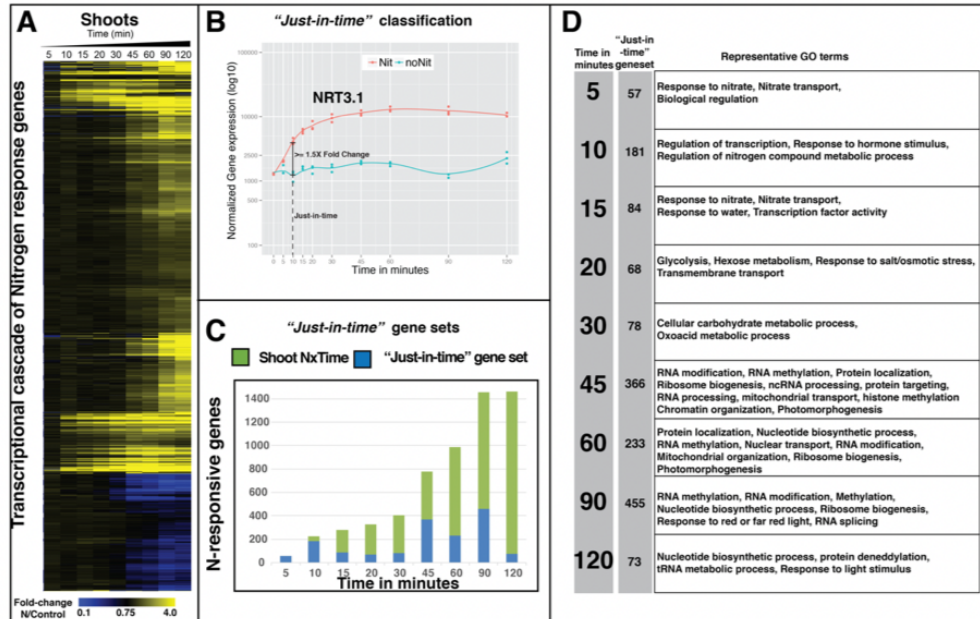 A
Shoots
Time (min)
5 10 15 20 30 45 60 90 120
Transcriptional cascade of Nitrogen response genes
Fold-change
N/Control
0.1 0.75 4.0
B
“Just-in-time” classification
Nit noNit
Normalized Gene expression (log10)
100000
10000
2500
1000
500
100
NRT3.1
>= 1.5X Fold Change
Just-in-time
0 5 10 15 20 30 45 60 90 120
Time in minutes
C
“Just-in-time” gene sets
Shoot NxTime “Just-in-time” gene set
N-responsive genes
1400
1200
1000
800
600
400
200
0
5 10 15 20 30 45 60 90 120
Time in minutes
D
Time in
minutes
“Just-in
-time”
geneset
Representative GO terms
5 57
Response to nitrate, Nitrate transport,
Biological regulation
10 181
Regulation of transcription, Response to hormone stimulus,
Regulation of nitrogen compound metabolic process
15 84
Response to nitrate, Nitrate transport,
Response to water, Transcription factor activity
20 68
Glycolysis, Hexose metabolism, Response to salt/osmotic stress,
Transmembrane transport
30 78
Cellular carbohydrate metabolic process,
Oxoacid metabolic process
45 366
RNA modification, RNA methylation, Protein localization,
Ribosome biogenesis, ncRNA processing, protein targeting,
RNA processing, mitochondrial transport, histone methylation
Chromatin organization, Photomorphogenesis
60 233
Protein localization, Nucleotide biosynthetic process,
RNA methylation, Nuclear transport, RNA modification,
Mitochondrial organization, Ribosome biogenesis,
Photomorphogenesis
90 455
RNA methylation, RNA modification, Methylation,
Nucleotide biosynthetic process, Ribosome biogenesis,
Response to red or far red light, RNA splicing
120 73
Nucleotide biosynthetic process, protein deneddylation,
tRNA metabolic process, Response to light stimulus